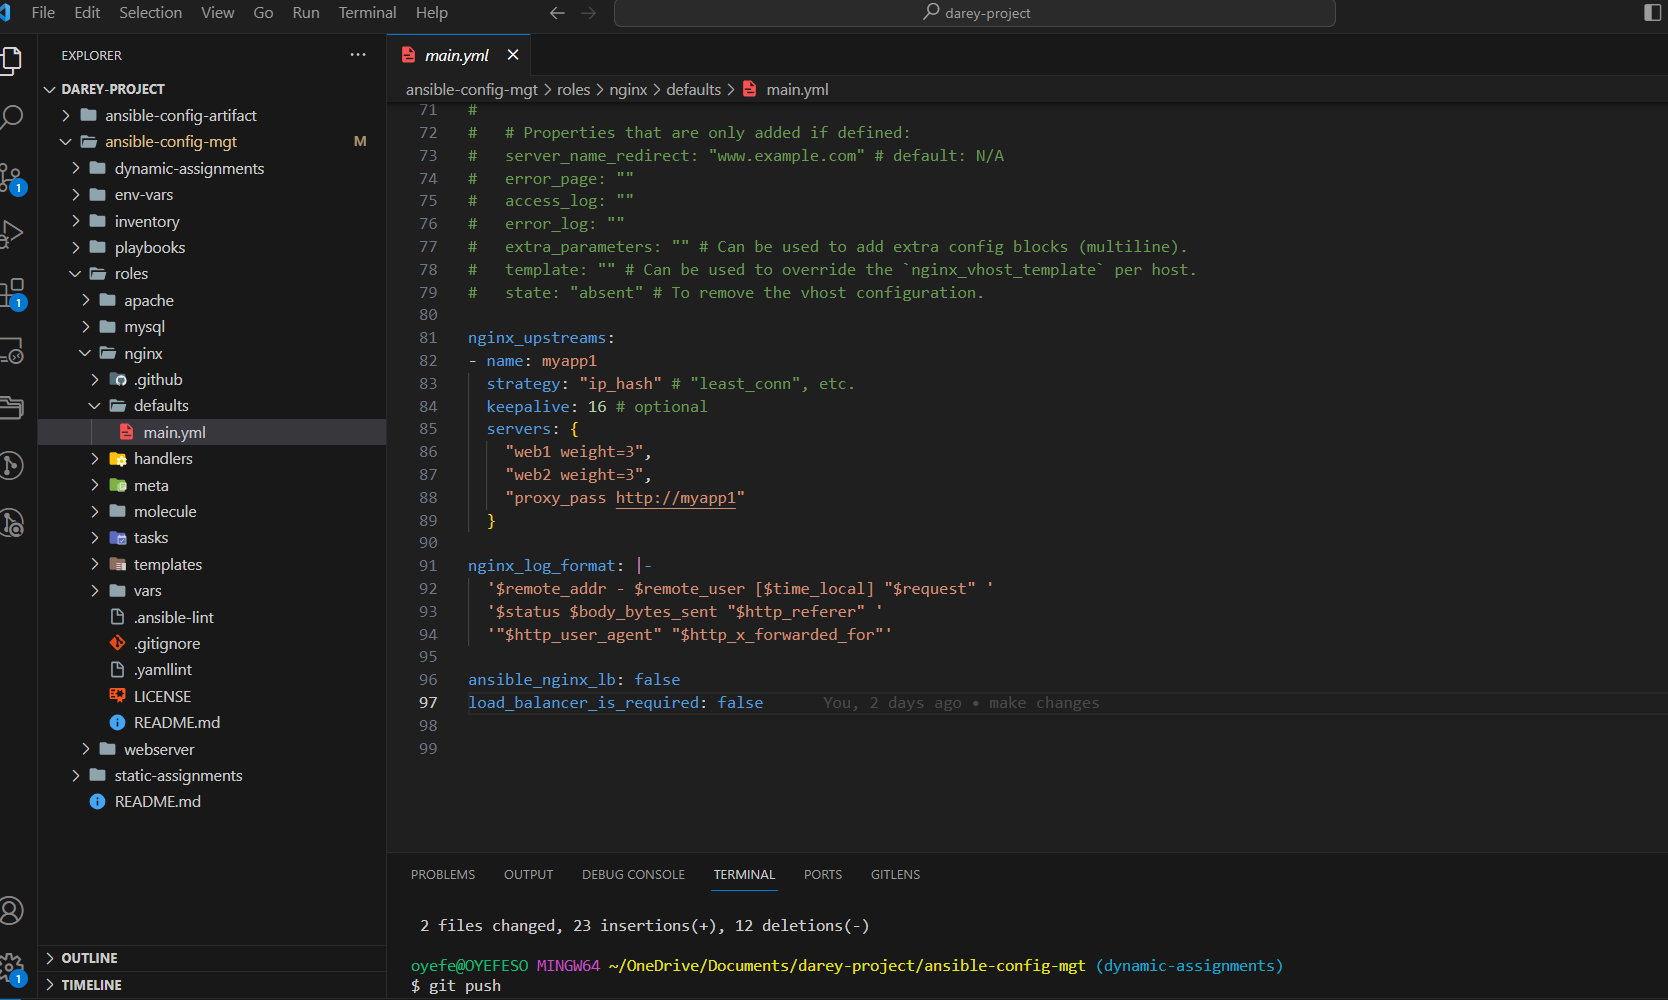 File Edit Selection View Go Run Terminal Help
darey-project
EXPLORER
DAREY-PROJECT
ansible-config-artifact
ansible-config-mgt M
dynamic-assignments
env-vars
inventory
playbooks
roles
apache
mysql
nginx
.github
defaults
main.yml
handlers
meta
molecule
tasks
templates
vars
.ansible-lint
.gitignore
.yamllint
LICENSE
README.md
webserver
static-assignments
README.md
OUTLINE
TIMELINE
1
1
1
main.yml
ansible-config-mgt > roles > nginx > defaults > main.yml
71 #
72 #   # Properties that are only added if defined:
73 #   server_name_redirect: "www.example.com" # default: N/A
74 #   error_page: ""
75 #   access_log: ""
76 #   error_log: ""
77 #   extra_parameters: "" # Can be used to add extra config blocks (multiline).
78 #   template: "" # Can be used to override the `nginx_vhost_template` per host.
79 #   state: "absent" # To remove the vhost configuration.
80
81 nginx_upstreams:
82 - name: myapp1
83   strategy: "ip_hash" # "least_conn", etc.
84   keepalive: 16 # optional
85   servers: {
86     "web1 weight=3",
87     "web2 weight=3",
88     "proxy_pass http://myapp1"
89   }
90
91 nginx_log_format: |-
92   '$remote_addr - $remote_user [$time_local] "$request" '
93   '$status $body_bytes_sent "$http_referer" '
94   '"$http_user_agent" "$http_x_forwarded_for"'
95
96 ansible_nginx_lb: false
97 load_balancer_is_required: false You, 2 days ago • make changes
98
99
PROBLEMS OUTPUT DEBUG CONSOLE TERMINAL PORTS GITLENS
2 files changed, 23 insertions(+), 12 deletions(-)
oyefe@OYEFESO MINGW64 ~/OneDrive/Documents/darey-project/ansible-config-mgt (dynamic-assignments)
$ git push